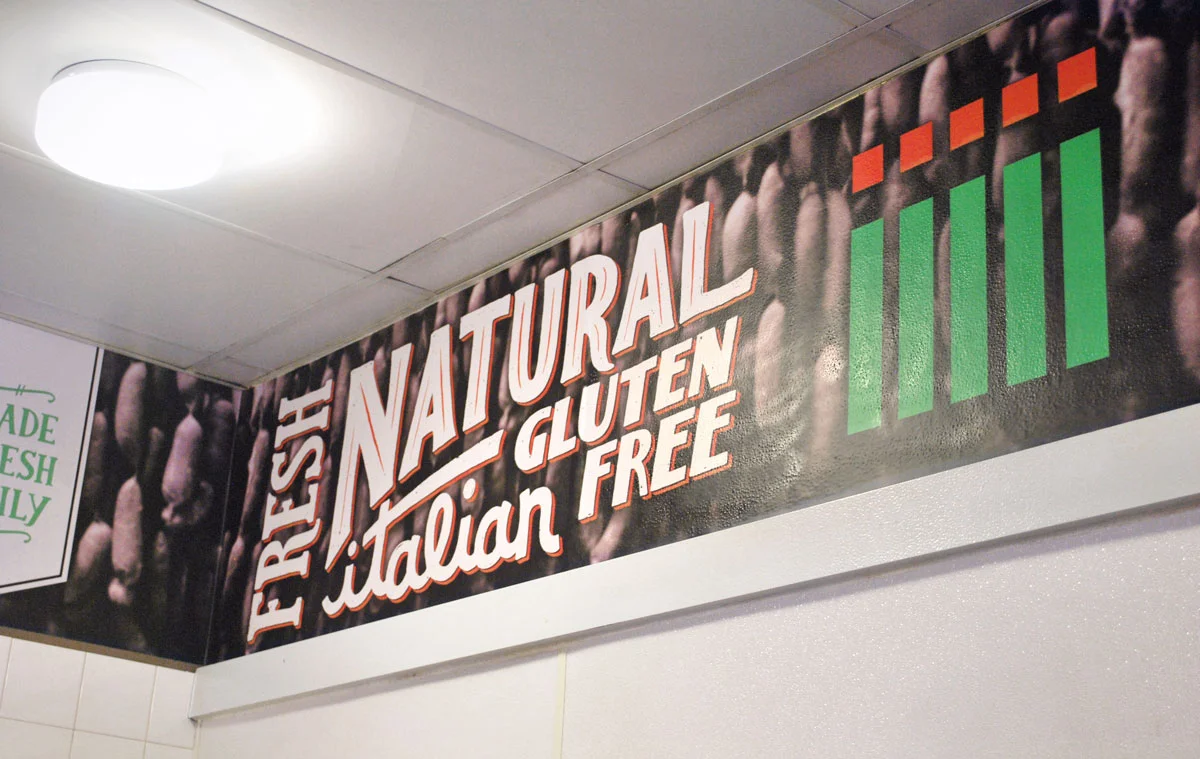 ADE
ESH
ILY
FRESH
NATURAL
italian
GLUTEN
FREE